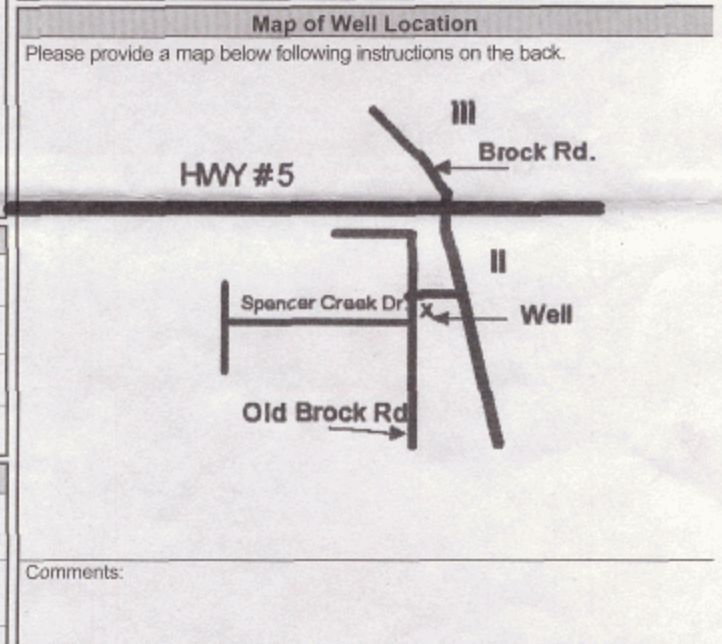 Map of Well Location
Please provide a map below following instructions on the back.
III
Brock Rd.
HWY #5
II
Spencer Creek Dr.
x
Well
Old Brock Rd
Comments: